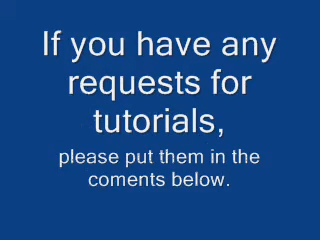 If you have any
requests for
tutorials,
please put them in the
coments below.